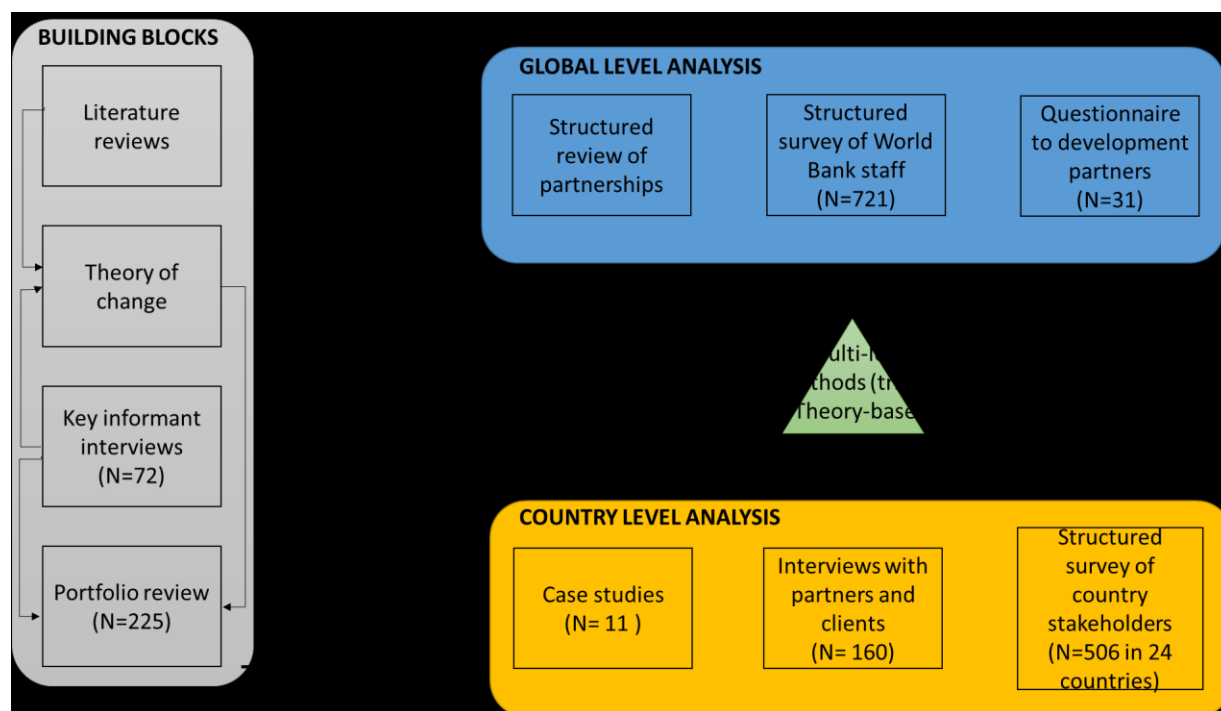 BUILDING BLOCKS
Literature
reviews
Theory of
change
Key informant
interviews
(N=72)
Portfolio review
(N=225)
GLOBAL LEVEL ANALYSIS
Structured
review of
partnerships
Structured
survey of World
Bank staff
(N=721)
Questionnaire
to development
partners
(N=31)
COUNTRY LEVEL ANALYSIS
Case studies
(N= 11 )
Interviews with
partners and
clients
(N= 160)
Structured
survey of
country
stakeholders
(N=506 in 24
countries)